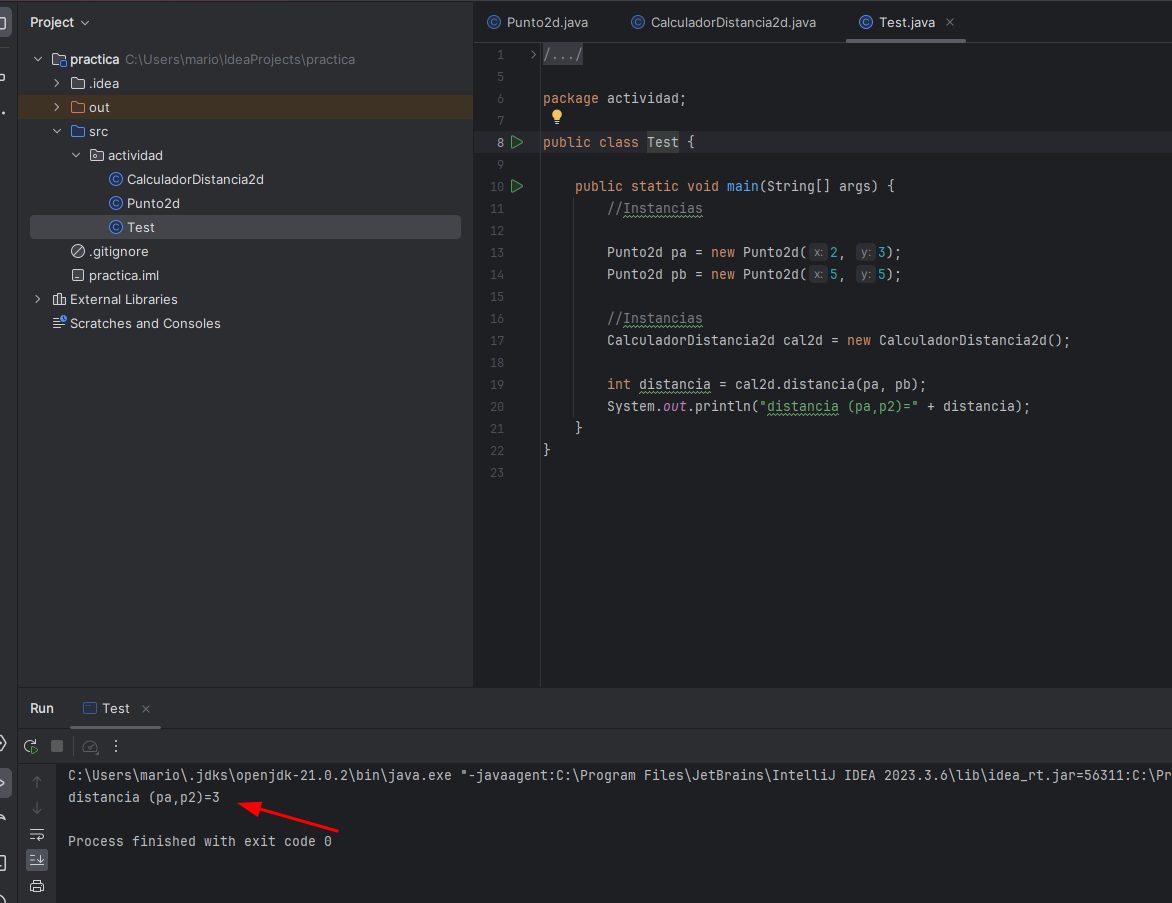 Project
practica C:\Users\mario\IdeaProjects\practica
.idea
out
src
actividad
CalculadorDistancia2d
Punto2d
Test
.gitignore
practica.iml
External Libraries
Scratches and Consoles
Punto2d.java CalculadorDistancia2d.java Test.java
1 /.../
5
6 package actividad;
7
8 public class Test {
9
10 public static void main(String[] args) {
11 //Instancias
12
13 Punto2d pa = new Punto2d( x: 2, y: 3);
14 Punto2d pb = new Punto2d( x: 5, y: 5);
15
16 //Instancias
17 CalculadorDistancia2d cal2d = new CalculadorDistancia2d();
18
19 int distancia = cal2d.distancia(pa, pb);
20 System.out.println("distancia (pa,p2)=" + distancia);
21 }
22 }
23
Run Test
C:\Users\mario\.jdks\openjdk-21.0.2\bin\java.exe "-javaagent:C:\Program Files\JetBrains\IntelliJ IDEA 2023.3.6\lib\idea_rt.jar=56311:C:\Pr
distancia (pa,p2)=3
Process finished with exit code 0